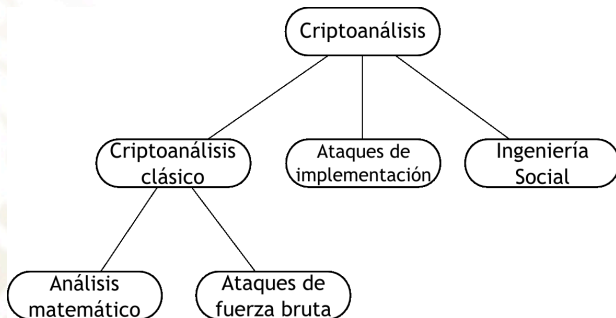 Criptoanálisis
Criptoanálisis
clásico
Ataques de
implementación
Ingeniería
Social
Análisis
matemático
Ataques de
fuerza bruta